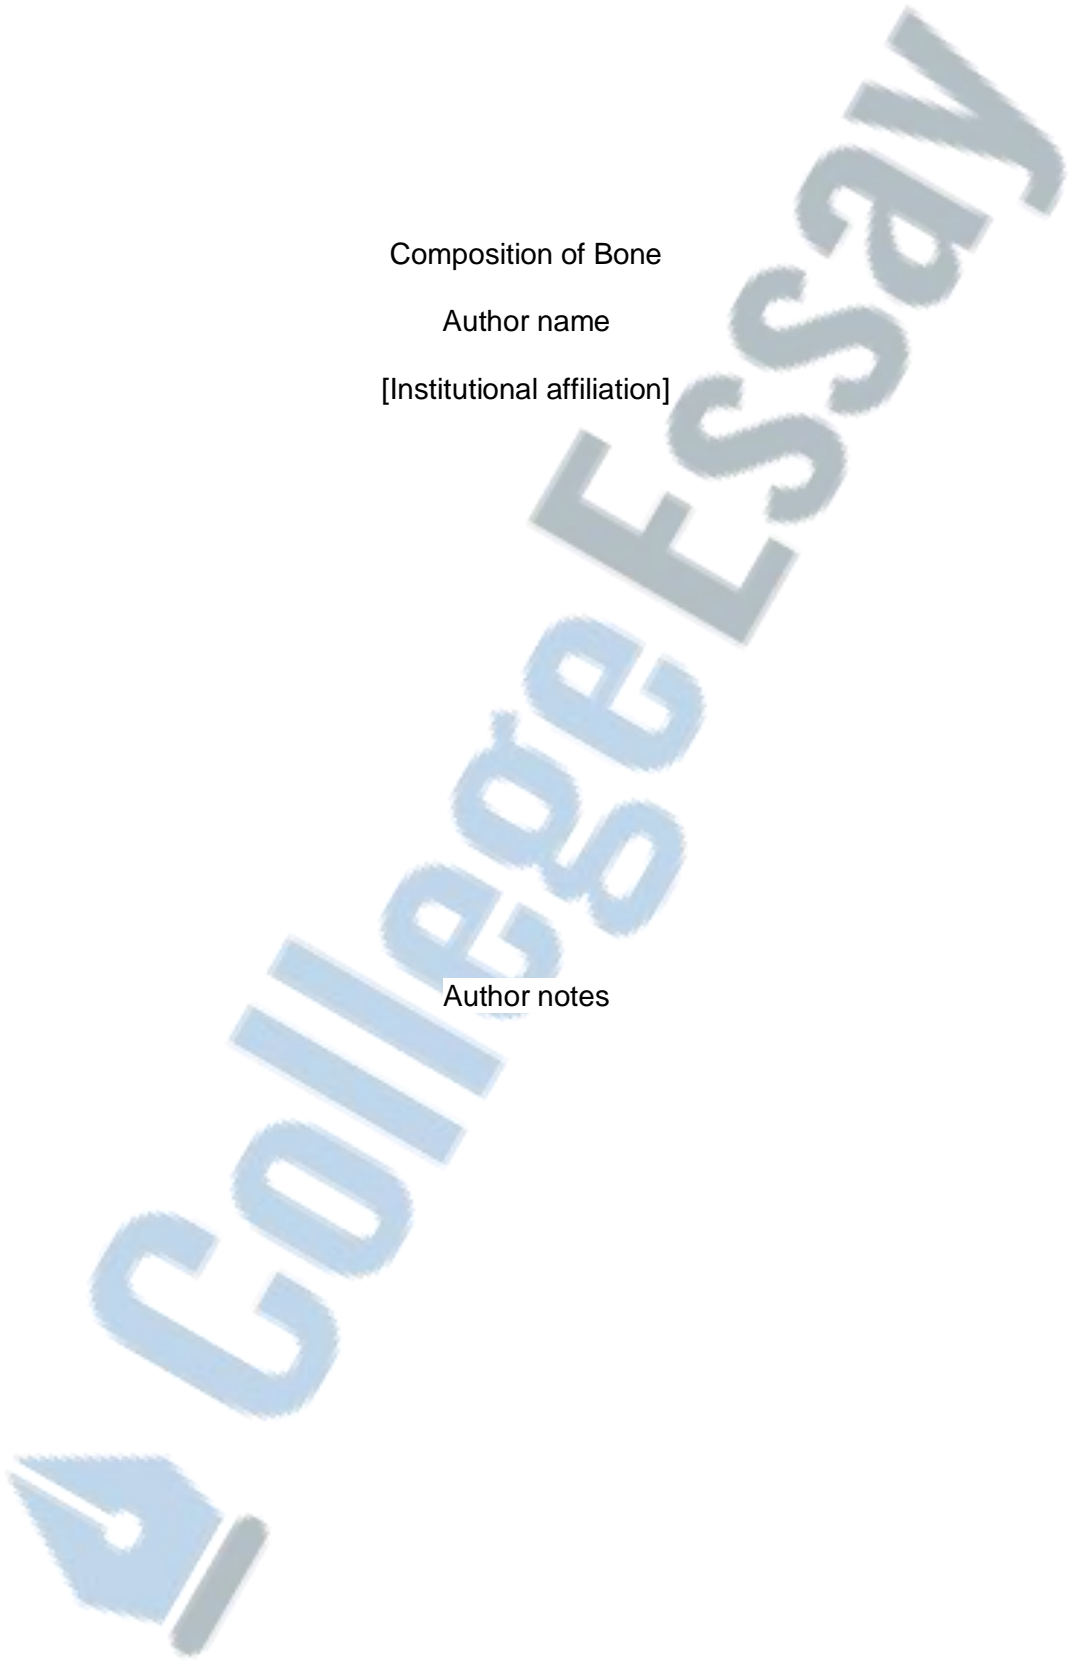 Composition of Bone
Author name
[Institutional affiliation]
CollegeEssay
Author notes